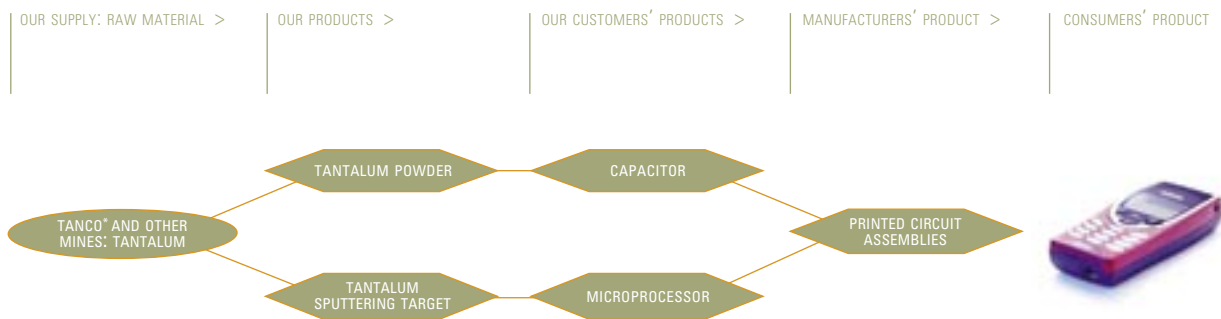 OUR SUPPLY: RAW MATERIAL >
OUR PRODUCTS >
OUR CUSTOMERS' PRODUCTS >
MANUFACTURERS' PRODUCT >
CONSUMERS' PRODUCT
TANTALUM POWDER
CAPACITOR
TANCO® AND OTHER
MINES: TANTALUM
PRINTED CIRCUIT
ASSEMBLIES
TANTALUM
SPUTTERING TARGET
MICROPROCESSOR